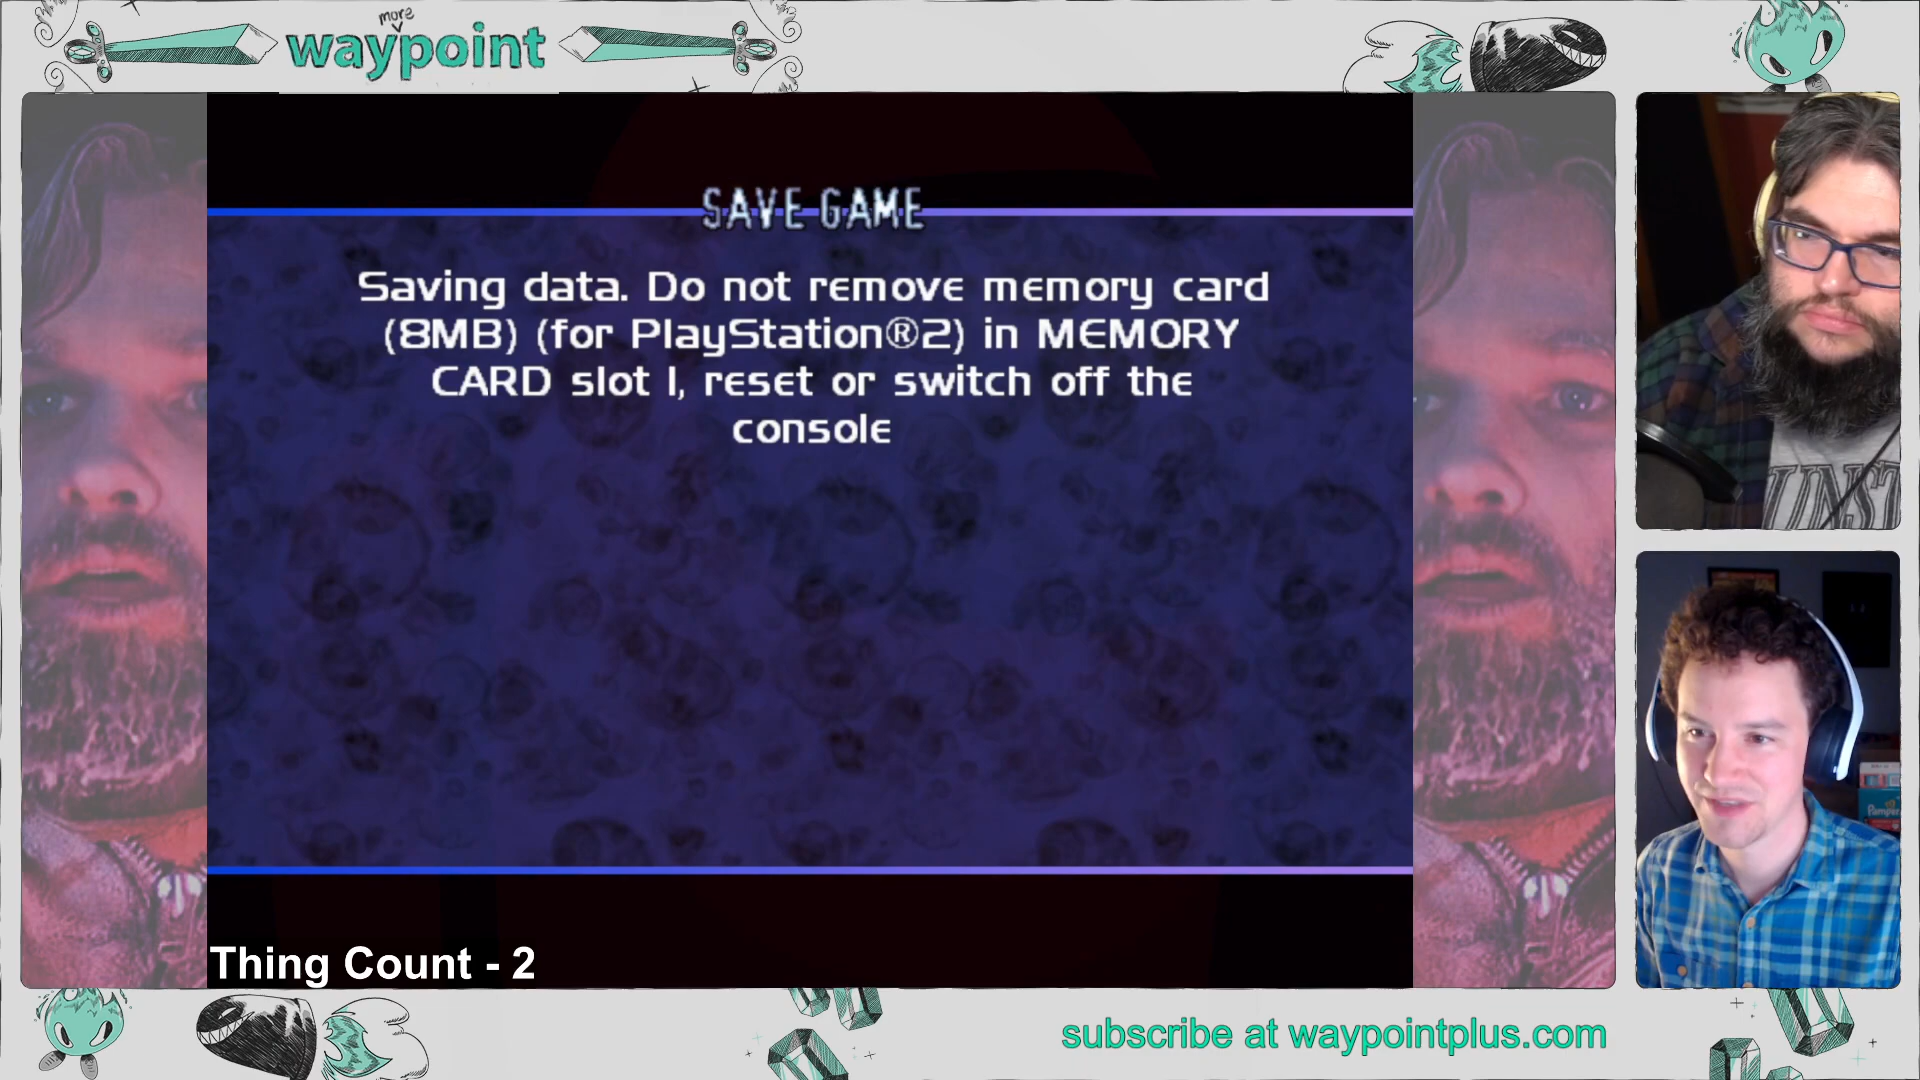 more
waypoint
SAVE GAME
Saving data. Do not remove memory card
(8MB) (for PlayStation®2) in MEMORY
CARD slot 1, reset or switch off the
console
Thing Count - 2
Pampers
subscribe at waypointplus.com